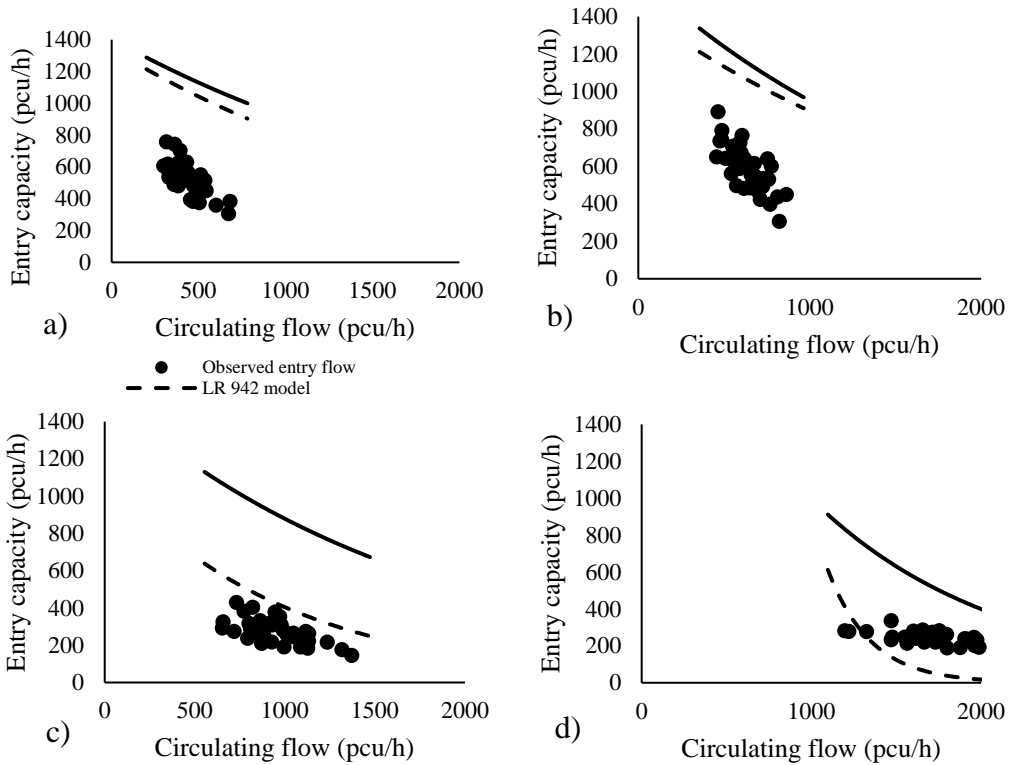 Entry capacity (pcu/h)
1400
1200
1000
800
600
400
200
0
0 500 1000 1500 2000
Circulating flow (pcu/h)
a)
Entry capacity (pcu/h)
1400
1200
1000
800
600
400
200
0
0 1000 2000
Circulating flow (pcu/h)
b)
Observed entry flow
LR 942 model
Entry capacity (pcu/h)
1400
1200
1000
800
600
400
200
0
0 500 1000 1500 2000
Circulating flow (pcu/h)
c)
Entry capacity (pcu/h)
1400
1200
1000
800
600
400
200
0
0 1000 2000
Circulating flow (pcu/h)
d)